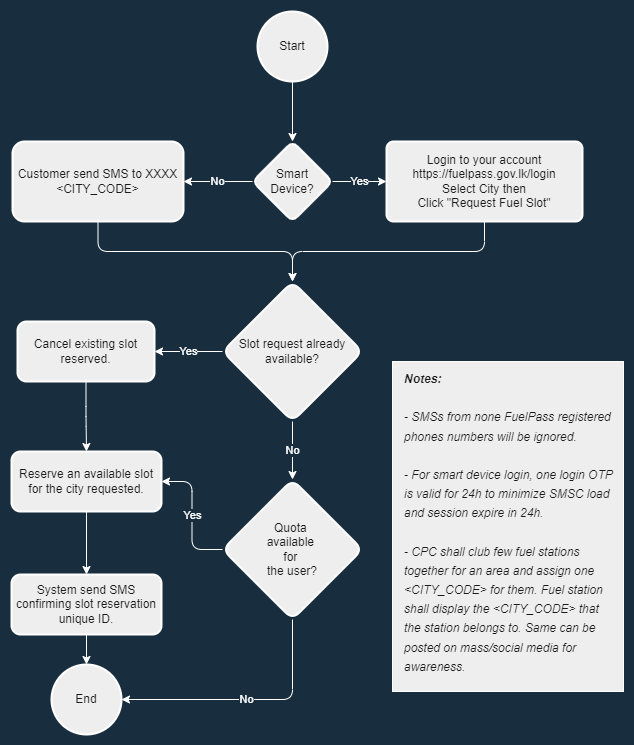 Start
Smart
Device?
No
Yes
Customer send SMS to XXXX
<CITY_CODE>
Login to your account
https://fuelpass.gov.lk/login
Select City then
Click "Request Fuel Slot"
Slot request already
available?
Yes
No
Cancel existing slot
reserved.
Reserve an available slot
for the city requested.
Yes
Quota
available
for
the user?
System send SMS
confirming slot reservation
unique ID.
No
End
Notes:
- SMSs from none FuelPass registered
phones numbers will be ignored.
- For smart device login, one login OTP
is valid for 24h to minimize SMSC load
and session expire in 24h.
- CPC shall club few fuel stations
together for an area and assign one
<CITY_CODE> for them. Fuel station
shall display the <CITY_CODE> that
the station belongs to. Same can be
posted on mass/social media for
awareness.